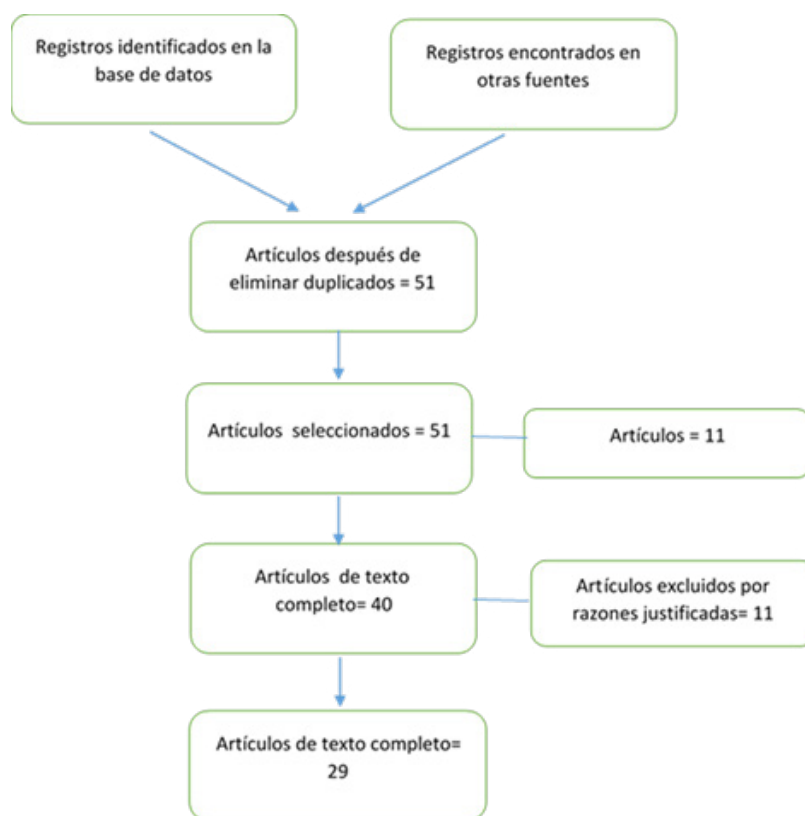 Registros identificados en la
base de datos
Registros encontrados en
otras fuentes
Artículos después de
eliminar duplicados = 51
Artículos seleccionados = 51
Artículos = 11
Artículos de texto
completo= 40
Artículos excluidos por
razones justificadas= 11
Artículos de texto completo=
29